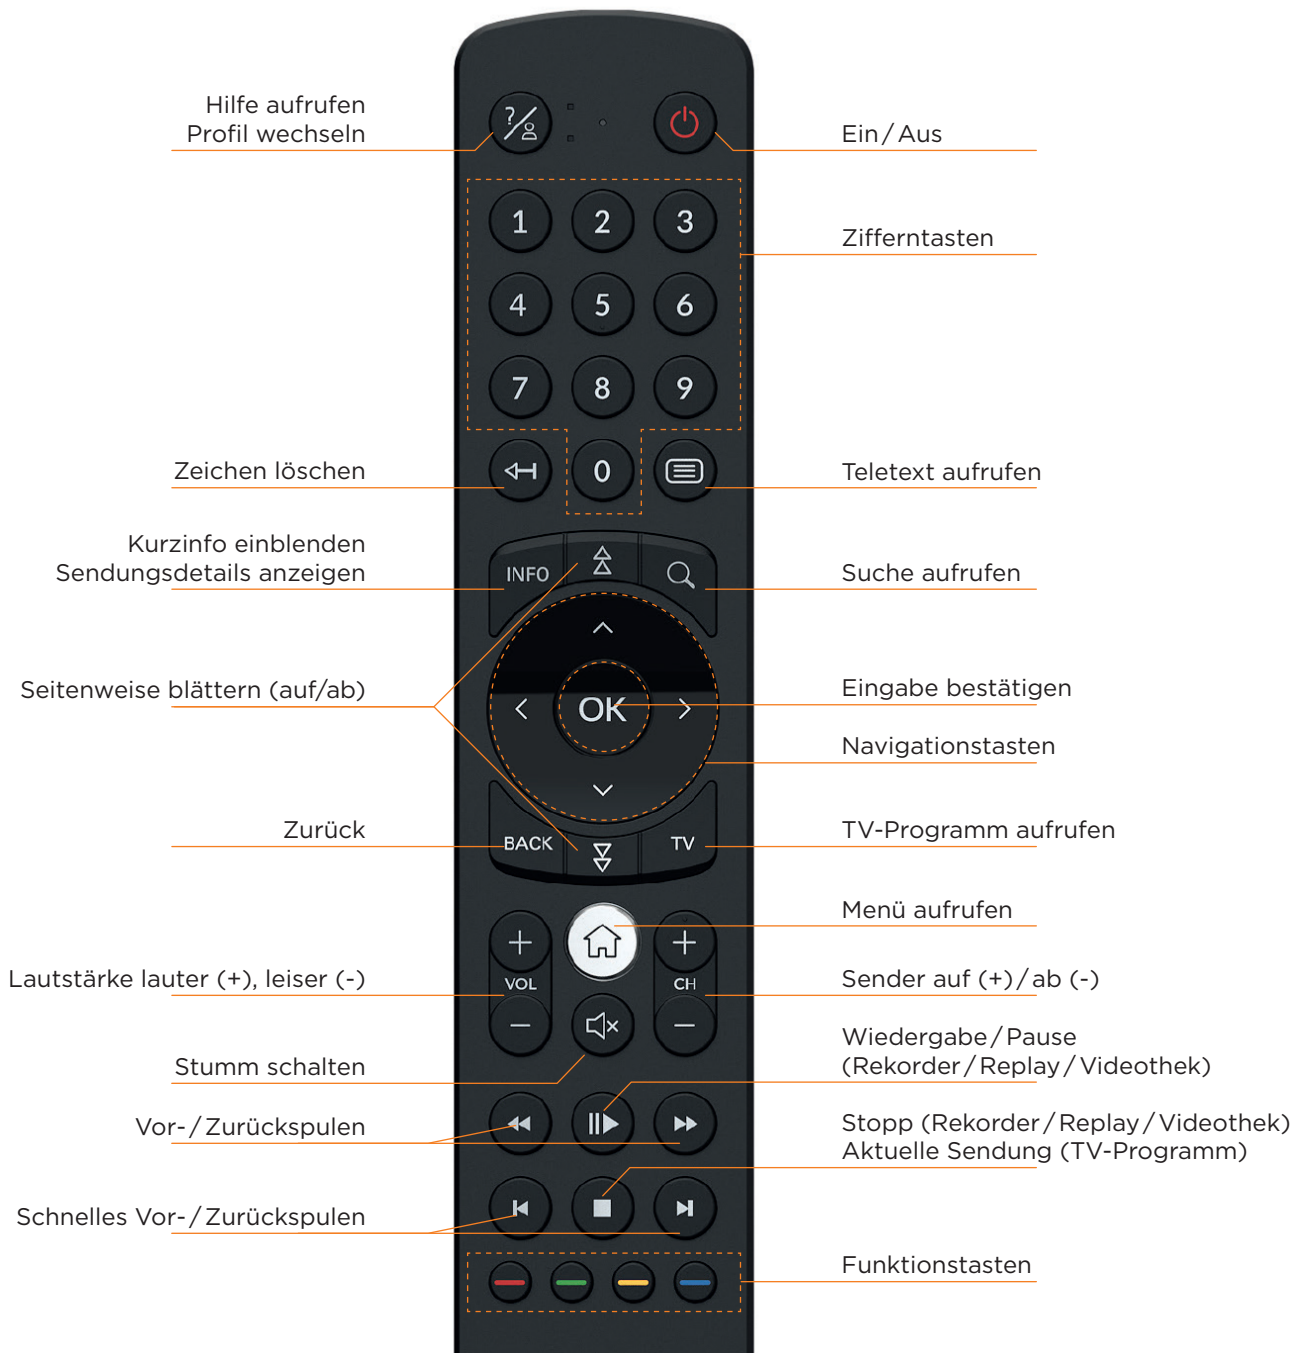 Hilfe aufrufen
Profil wechseln
?
Ein/Aus
1 2 3
Zifferntasten
4 5 6
7 8 9
Zeichen löschen
0
Teletext aufrufen
Kurzinfo einblenden
Sendungsdetails anzeigen
INFO
Suche aufrufen
Seitenweise blättern (auf/ab)
OK
Eingabe bestätigen
Navigationstasten
Zurück
BACK
TV
TV-Programm aufrufen
Menü aufrufen
+ +
Lautstärke lauter (+), leiser (-)
VOL
CH
Sender auf (+)/ab (-)
− −
Stumm schalten
Wiedergabe/Pause
(Rekorder/Replay/Videothek)
Vor-/Zurückspulen
Stopp (Rekorder/Replay/Videothek)
Aktuelle Sendung (TV-Programm)
Schnelles Vor-/Zurückspulen
Funktionstasten